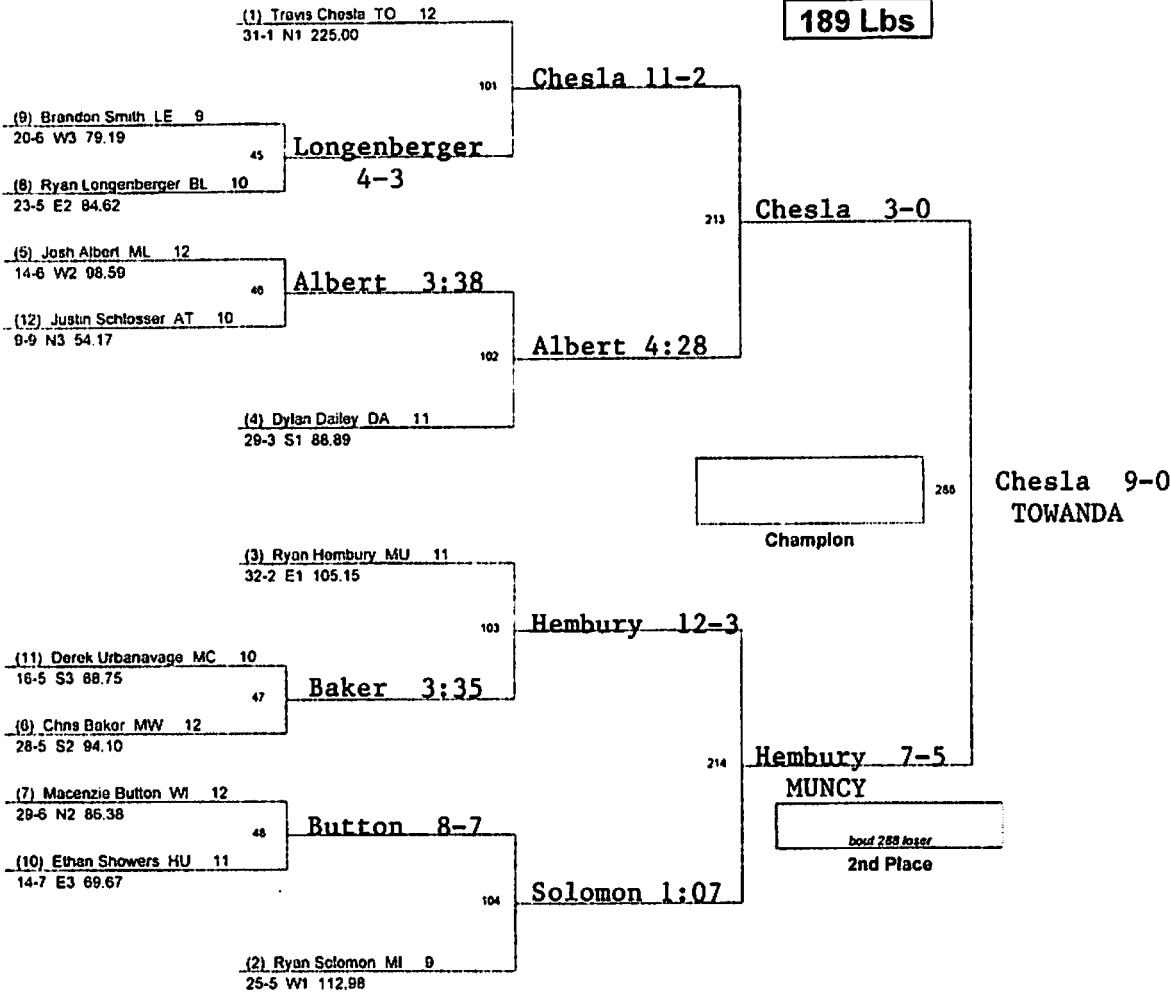 189 Lbs
(1) Travis Chesla TO 12
31-1 N1 225.00
101 Chesla 11-2
(9) Brandon Smith LE 9
20-6 W3 79.19
45 Longenberger
4-3
(8) Ryan Longenberger BL 10
23-5 E2 84.62
213 Chesla 3-0
(5) Josh Albert ML 12
14-6 W2 98.59
46 Albert 3:38
(12) Justin Schlosser AT 10
9-9 N3 54.17
102 Albert 4:28
(4) Dylan Dailey DA 11
29-3 S1 88.89
288 Chesla 9-0
TOWANDA
Champion
(3) Ryan Hembury MU 11
32-2 E1 105.15
103 Hembury 12-3
(11) Derek Urbanavage MC 10
16-5 S3 68.75
47 Baker 3:35
(6) Chris Baker MW 12
28-5 S2 94.10
214 Hembury 7-5
MUNCY
(7) Macenzie Button WI 12
29-6 N2 86.38
48 Button 8-7
bout 288 loser
2nd Place
(10) Ethan Showers HU 11
14-7 E3 69.67
104 Solomon 1:07
(2) Ryan Solomon MI 9
25-5 W1 112.98